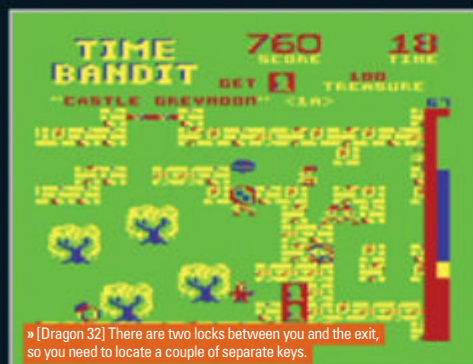 TIME 760 18
BANDIT SCORE TIME
GET 100
TREASURE
"CASTLE GREYMOON" <1A>
» [Dragon 32] There are two locks between you and the exit,
so you need to locate a couple of separate keys.